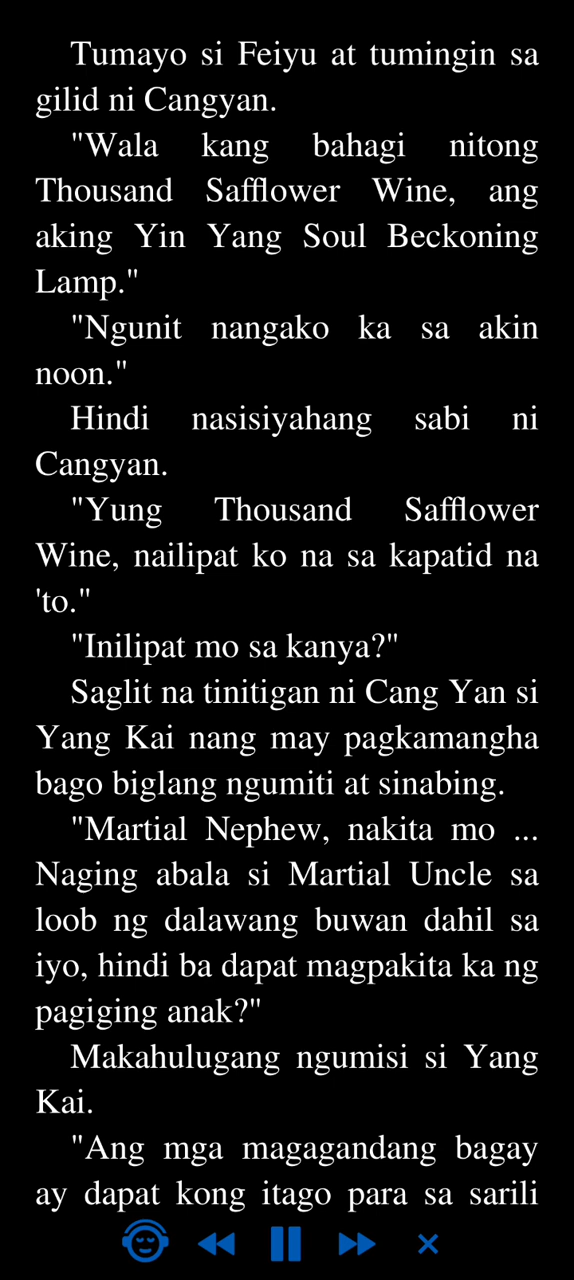 Tumayo si Feiyu at tumingin sa
gilid ni Cangyan.
"Wala kang bahagi nitong
Thousand Safflower Wine, ang
aking Yin Yang Soul Beckoning
Lamp."
"Ngunit nangako ka sa akin
noon."
Hindi nasisiyahang sabi ni
Cangyan.
"Yung Thousand Safflower
Wine, nailipat ko na sa kapatid na
'to."
"Inilipat mo sa kanya?"
Saglit na tinitigan ni Cang Yan si
Yang Kai nang may pagkamangha
bago biglang ngumiti at sinabing.
"Martial Nephew, nakita mo ...
Naging abala si Martial Uncle sa
loob ng dalawang buwan dahil sa
iyo, hindi ba dapat magpakita ka ng
pagiging anak?"
Makahulugang ngumisi si Yang
Kai.
"Ang mga magagandang bagay
ay dapat kong itago para sa sarili